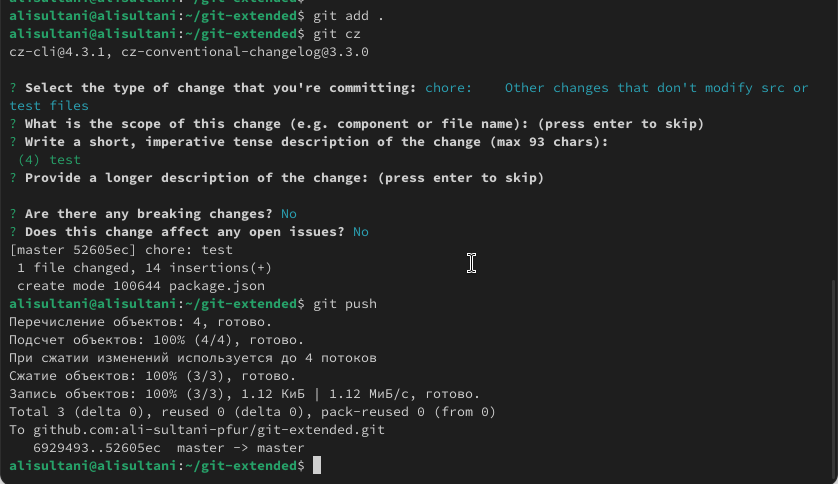 alisultani@alisultani:~/git-extended$ git add .
alisultani@alisultani:~/git-extended$ git cz
cz-cli@4.3.1, cz-conventional-changelog@3.3.0
? Select the type of change that you're committing: chore:    Other changes that don't modify src or
test files
? What is the scope of this change (e.g. component or file name): (press enter to skip)
? Write a short, imperative tense description of the change (max 93 chars):
 (4) test
? Provide a longer description of the change: (press enter to skip)
? Are there any breaking changes? No
? Does this change affect any open issues? No
[master 52605ec] chore: test
 1 file changed, 14 insertions(+)
 create mode 100644 package.json
alisultani@alisultani:~/git-extended$ git push
Перечисление объектов: 4, готово.
Подсчет объектов: 100% (4/4), готово.
При сжатии изменений используется до 4 потоков
Сжатие объектов: 100% (3/3), готово.
Запись объектов: 100% (3/3), 1.12 КиБ | 1.12 МиБ/с, готово.
Total 3 (delta 0), reused 0 (delta 0), pack-reused 0 (from 0)
To github.com:ali-sultani-pfur/git-extended.git
   6929493..52605ec  master -> master
alisultani@alisultani:~/git-extended$